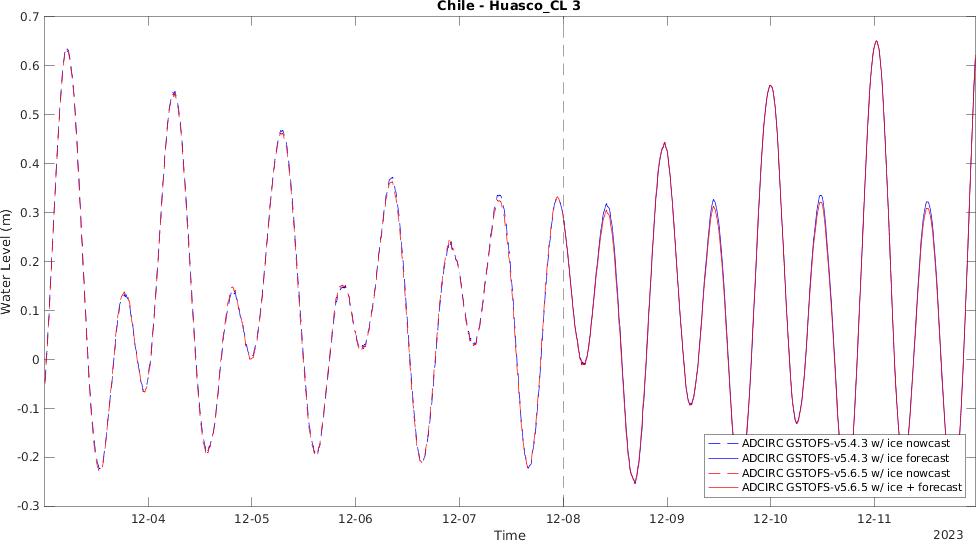 Chile - Huasco_CL 3
0.7
0.6
0.5
0.4
0.3
0.2
0.1
0
-0.1
-0.2
-0.3
Water Level (m)
ADCIRC GSTOFS-v5.4.3 w/ ice nowcast
ADCIRC GSTOFS-v5.4.3 w/ ice forecast
ADCIRC GSTOFS-v5.6.5 w/ ice nowcast
ADCIRC GSTOFS-v5.6.5 w/ ice + forecast
12-04 12-05 12-06 12-07 12-08 12-09 12-10 12-11
Time
2023